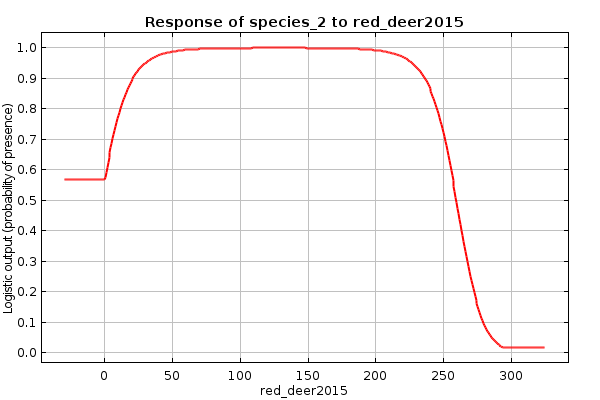 Response of species_2 to red_deer2015
Logistic output (probability of presence)
1.0
0.9
0.8
0.7
0.6
0.5
0.4
0.3
0.2
0.1
0.0
0 50 100 150 200 250 300
red_deer2015